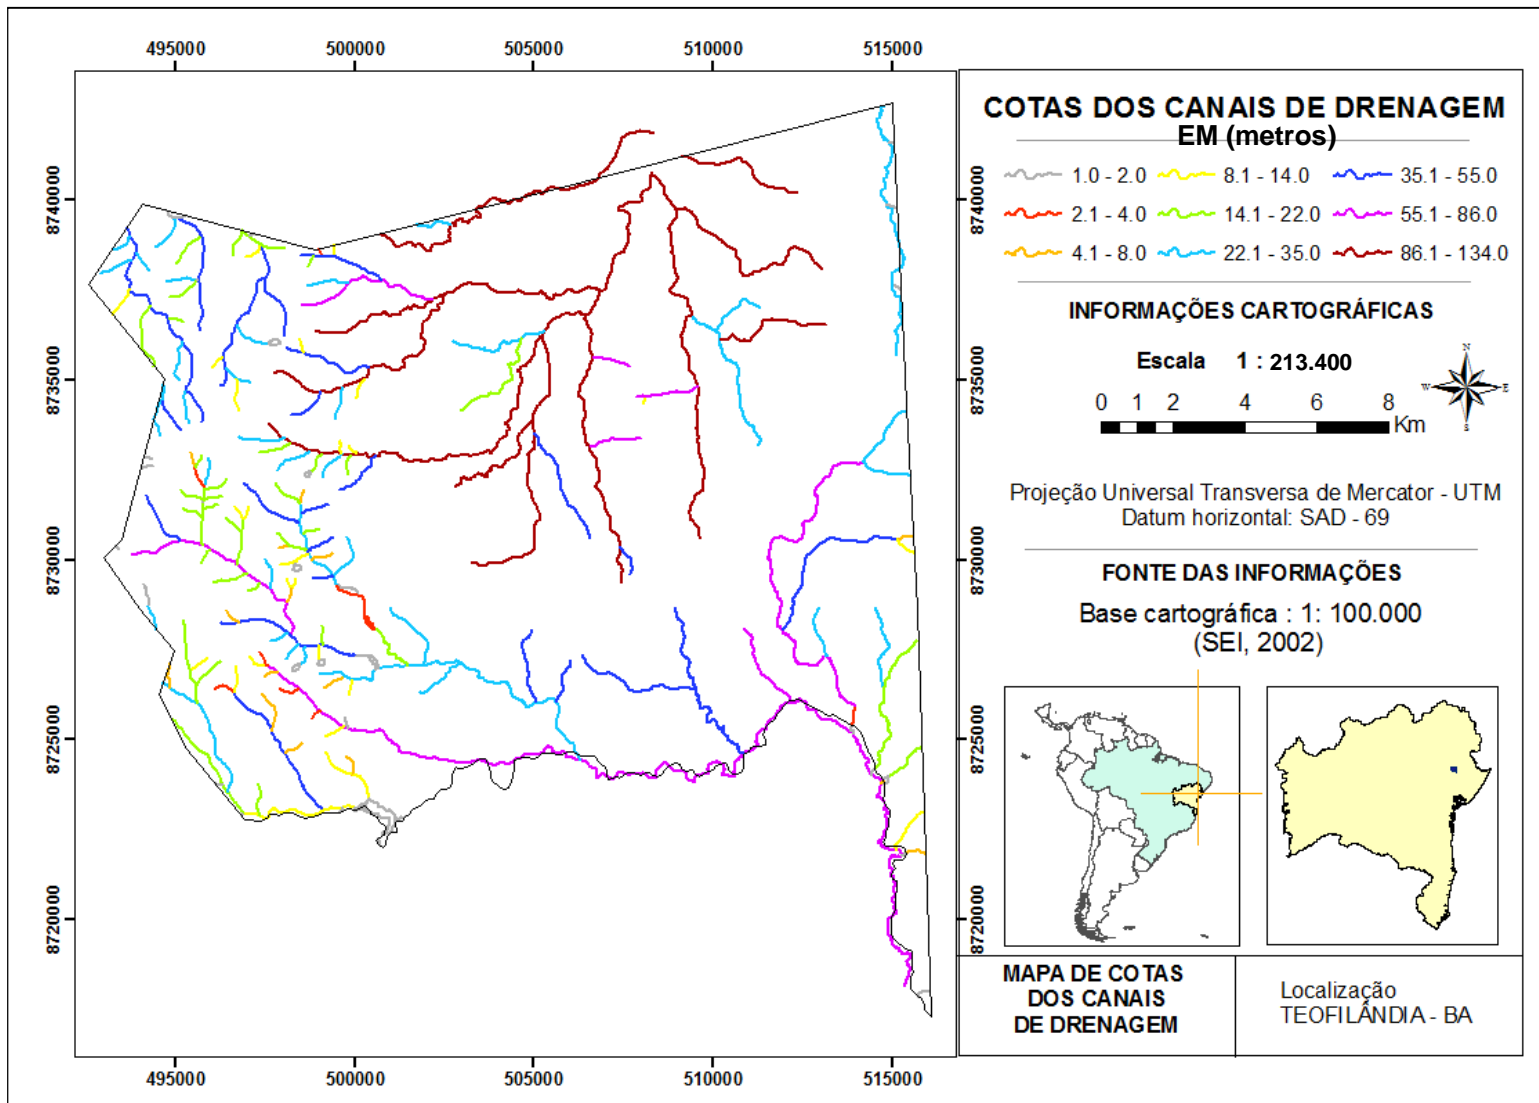 495000 500000 505000 510000 515000
8740000
8735000
8730000
8725000
8720000
8740000
8735000
8730000
8725000
8720000
495000 500000 505000 510000 515000
COTAS DOS CANAIS DE DRENAGEM
EM (metros)
1.0 - 2.0 8.1 - 14.0 35.1 - 55.0
2.1 - 4.0 14.1 - 22.0 55.1 - 86.0
4.1 - 8.0 22.1 - 35.0 86.1 - 134.0
INFORMAÇÕES CARTOGRÁFICAS
Escala 1 : 213.400
N
W E
S
0 1 2 4 6 8
Km
Projeção Universal Transversa de Mercator - UTM
Datum horizontal: SAD - 69
FONTE DAS INFORMAÇÕES
Base cartográfica : 1: 100.000
(SEI, 2002)
MAPA DE COTAS
DOS CANAIS
DE DRENAGEM
Localização
TEOFILÂNDIA - BA